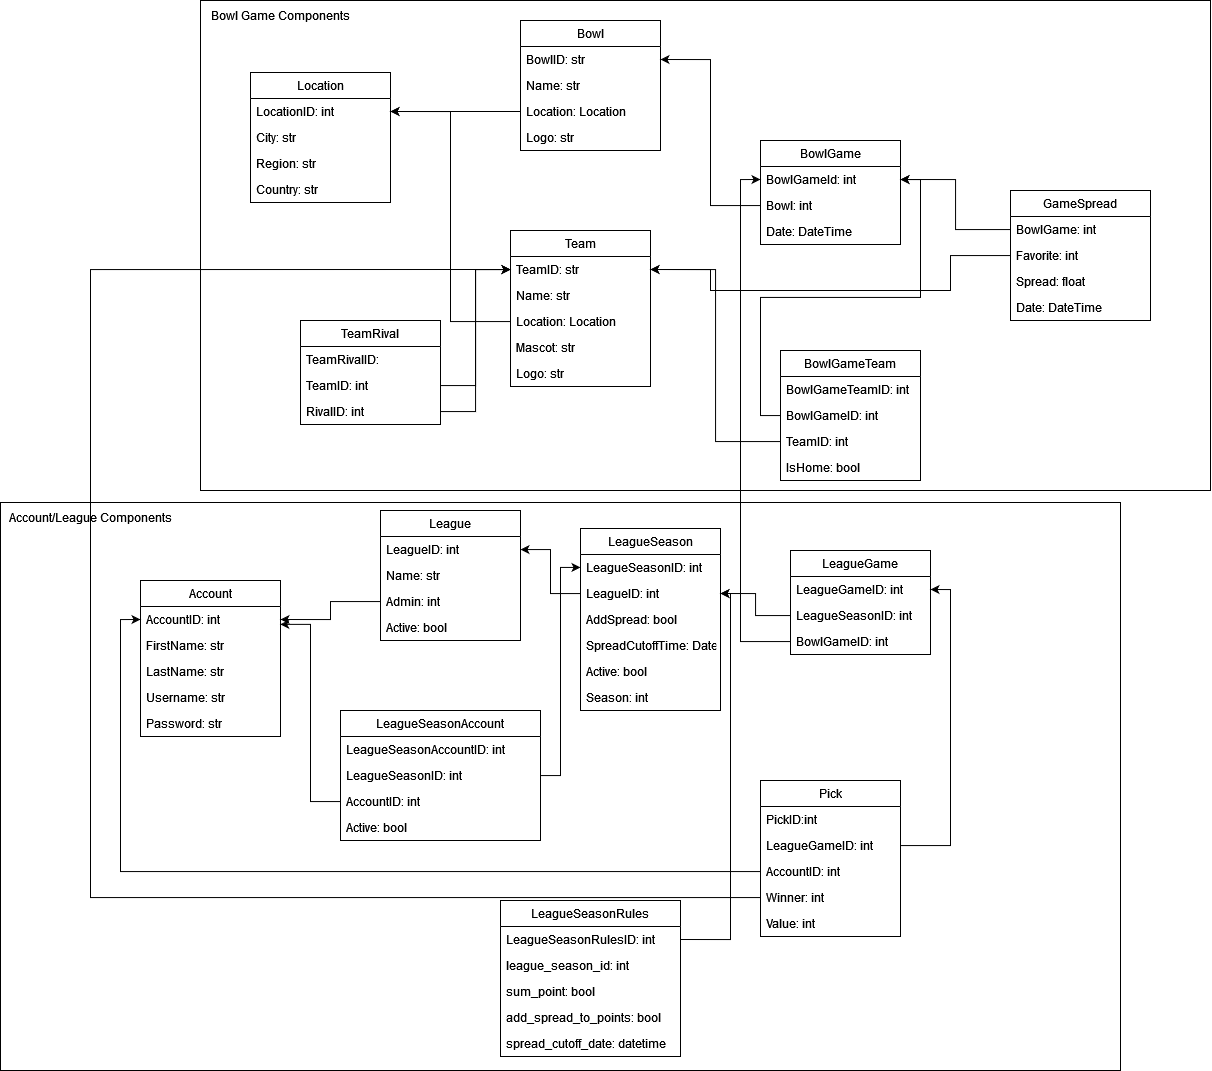 Bowl Game Components
Bowl
BowlID: str
Name: str
Location: Location
Logo: str
Location
LocationID: int
City: str
Region: str
Country: str
BowlGame
BowlGameId: int
Bowl: int
Date: DateTime
GameSpread
BowlGame: int
Favorite: int
Spread: float
Date: DateTime
Team
TeamID: str
Name: str
Location: Location
Mascot: str
Logo: str
TeamRival
TeamRivalID:
TeamID: int
RivalID: int
BowlGameTeam
BowlGameTeamID: int
BowlGameID: int
TeamID: int
IsHome: bool
Account/League Components
League
LeagueID: int
Name: str
Admin: int
Active: bool
LeagueSeason
LeagueSeasonID: int
LeagueID: int
AddSpread: bool
SpreadCutoffTime: Date
Active: bool
Season: int
LeagueGame
LeagueGameID: int
LeagueSeasonID: int
BowlGameID: int
Account
AccountID: int
FirstName: str
LastName: str
Username: str
Password: str
LeagueSeasonAccount
LeagueSeasonAccountID: int
LeagueSeasonID: int
AccountID: int
Active: bool
Pick
PickID:int
LeagueGameID: int
AccountID: int
Winner: int
Value: int
LeagueSeasonRules
LeagueSeasonRulesID: int
league_season_id: int
sum_point: bool
add_spread_to_points: bool
spread_cutoff_date: datetime